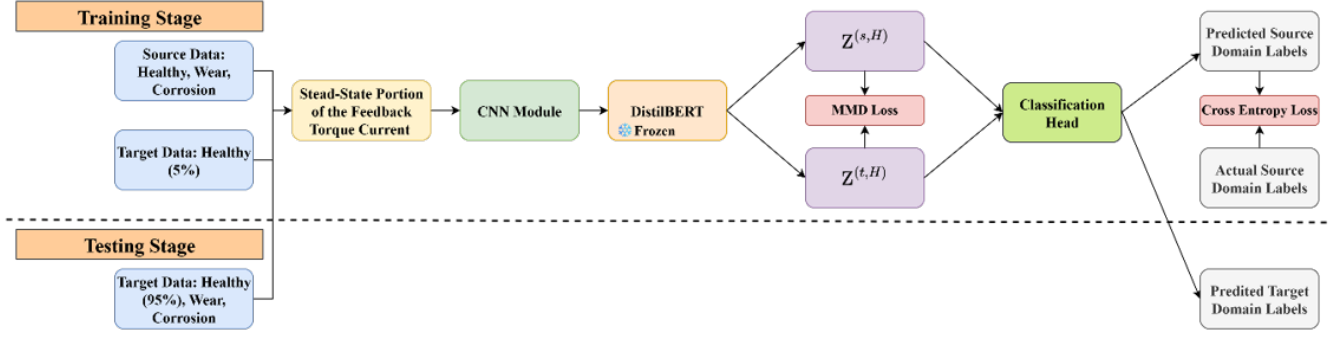 Training Stage
Source Data:
Healthy, Wear,
Corrosion
Target Data: Healthy
(5%)
Stead-State Portion
of the Feedback
Torque Current
CNN Module
DistilBERT
Frozen
Z^(s,H)
MMD Loss
Z^(t,H)
Classification
Head
Predicted Source
Domain Labels
Cross Entropy Loss
Actual Source
Domain Labels
Testing Stage
Target Data: Healthy
(95%), Wear,
Corrosion
Predited Target
Domain Labels